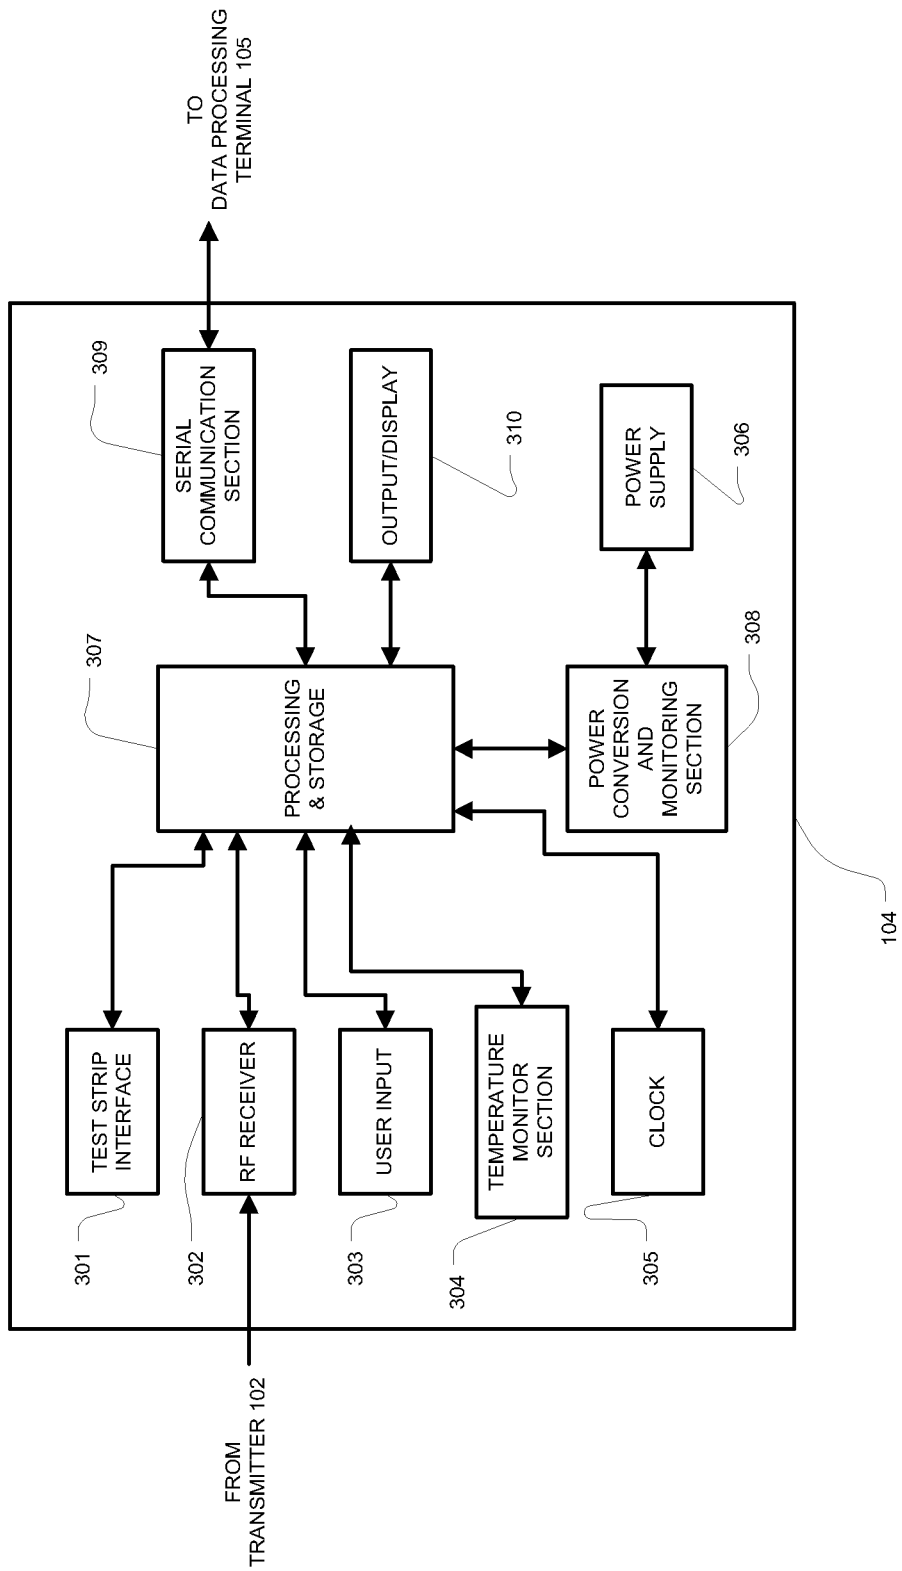 FROM
TRANSMITTER 102
301
TEST STRIP
INTERFACE
302
RF RECEIVER
303
USER INPUT
304
TEMPERATURE
MONITOR
SECTION
305
CLOCK
307
PROCESSING
& STORAGE
POWER
CONVERSION
AND
MONITORING
SECTION
308
309
SERIAL
COMMUNICATION
SECTION
OUTPUT/DISPLAY
310
POWER
SUPPLY
306
104
TO
DATA PROCESSING
TERMINAL 105